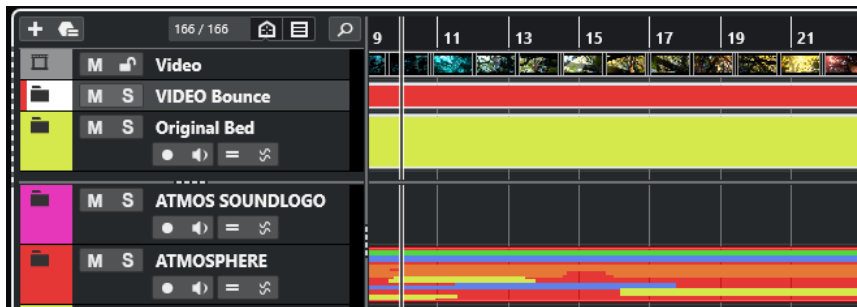 166 / 166
9 11 13 15 17 19 21
M Video
M S VIDEO Bounce
M S Original Bed
M S ATMOS SOUNDLOGO
M S ATMOSPHERE